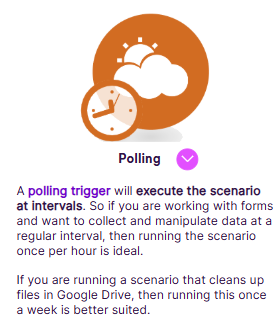 Polling
A polling trigger will execute the scenario
at intervals. So if you are working with forms
and want to collect and manipulate data at a
regular interval, then running the scenario
once per hour is ideal.
If you are running a scenario that cleans up
files in Google Drive, then running this once
a week is better suited.